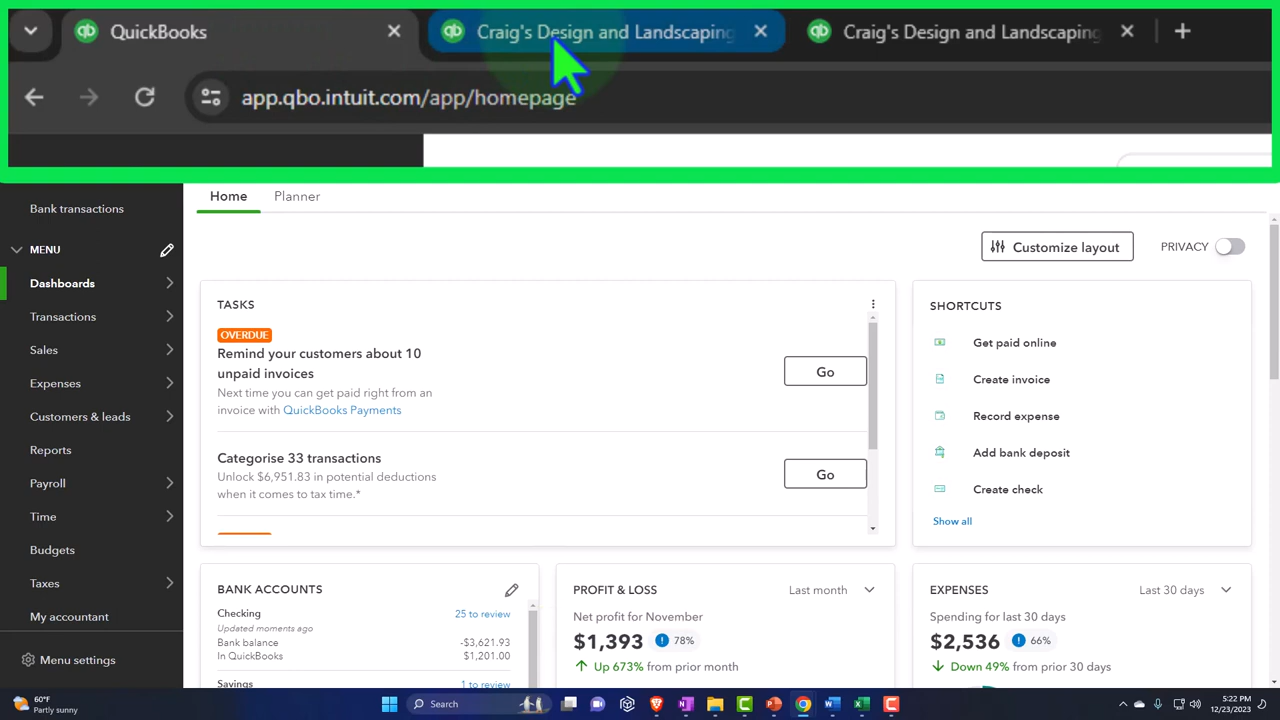 QuickBooks
Craig's Design and Landscaping
Craig's Design and Landscaping
app.qbo.intuit.com/app/homepage
Home
Planner
Bank transactions
MENU
Dashboards
Transactions
Sales
Expenses
Customers & leads
Reports
Payroll
Time
Budgets
Taxes
My accountant
Menu settings
Customize layout
PRIVACY
TASKS
OVERDUE
Remind your customers about 10
unpaid invoices
Go
Next time you can get paid right from an
invoice with QuickBooks Payments
Categorise 33 transactions
Unlock $6,951.83 in potential deductions
when it comes to tax time.*
Go
SHORTCUTS
Get paid online
Create invoice
Record expense
Add bank deposit
Create check
Show all
BANK ACCOUNTS
Checking
25 to review
Updated moments ago
Bank balance
-$3,621.93
In QuickBooks
$1,201.00
Savings
1 to review
PROFIT & LOSS
Last month
Net profit for November
$1,393
78%
Up 673% from prior month
EXPENSES
Last 30 days
Spending for last 30 days
$2,536
66%
Down 49% from prior 30 days
60°F
Partly sunny
Search
5:22 PM
12/23/2023